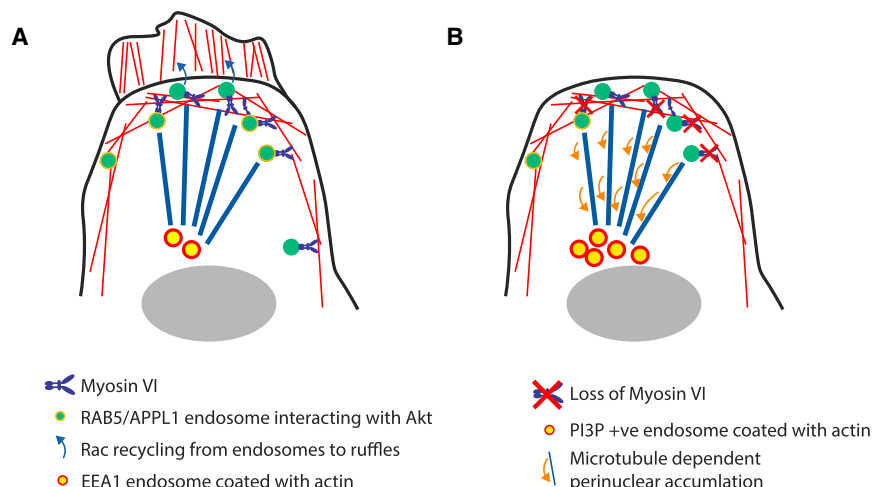 A
B
Myosin VI
RAB5/APPL1 endosome interacting with Akt
Rac recycling from endosomes to ruffles
EEA1 endosome coated with actin
Loss of Myosin VI
PI3P +ve endosome coated with actin
Microtubule dependent
perinuclear accumlation